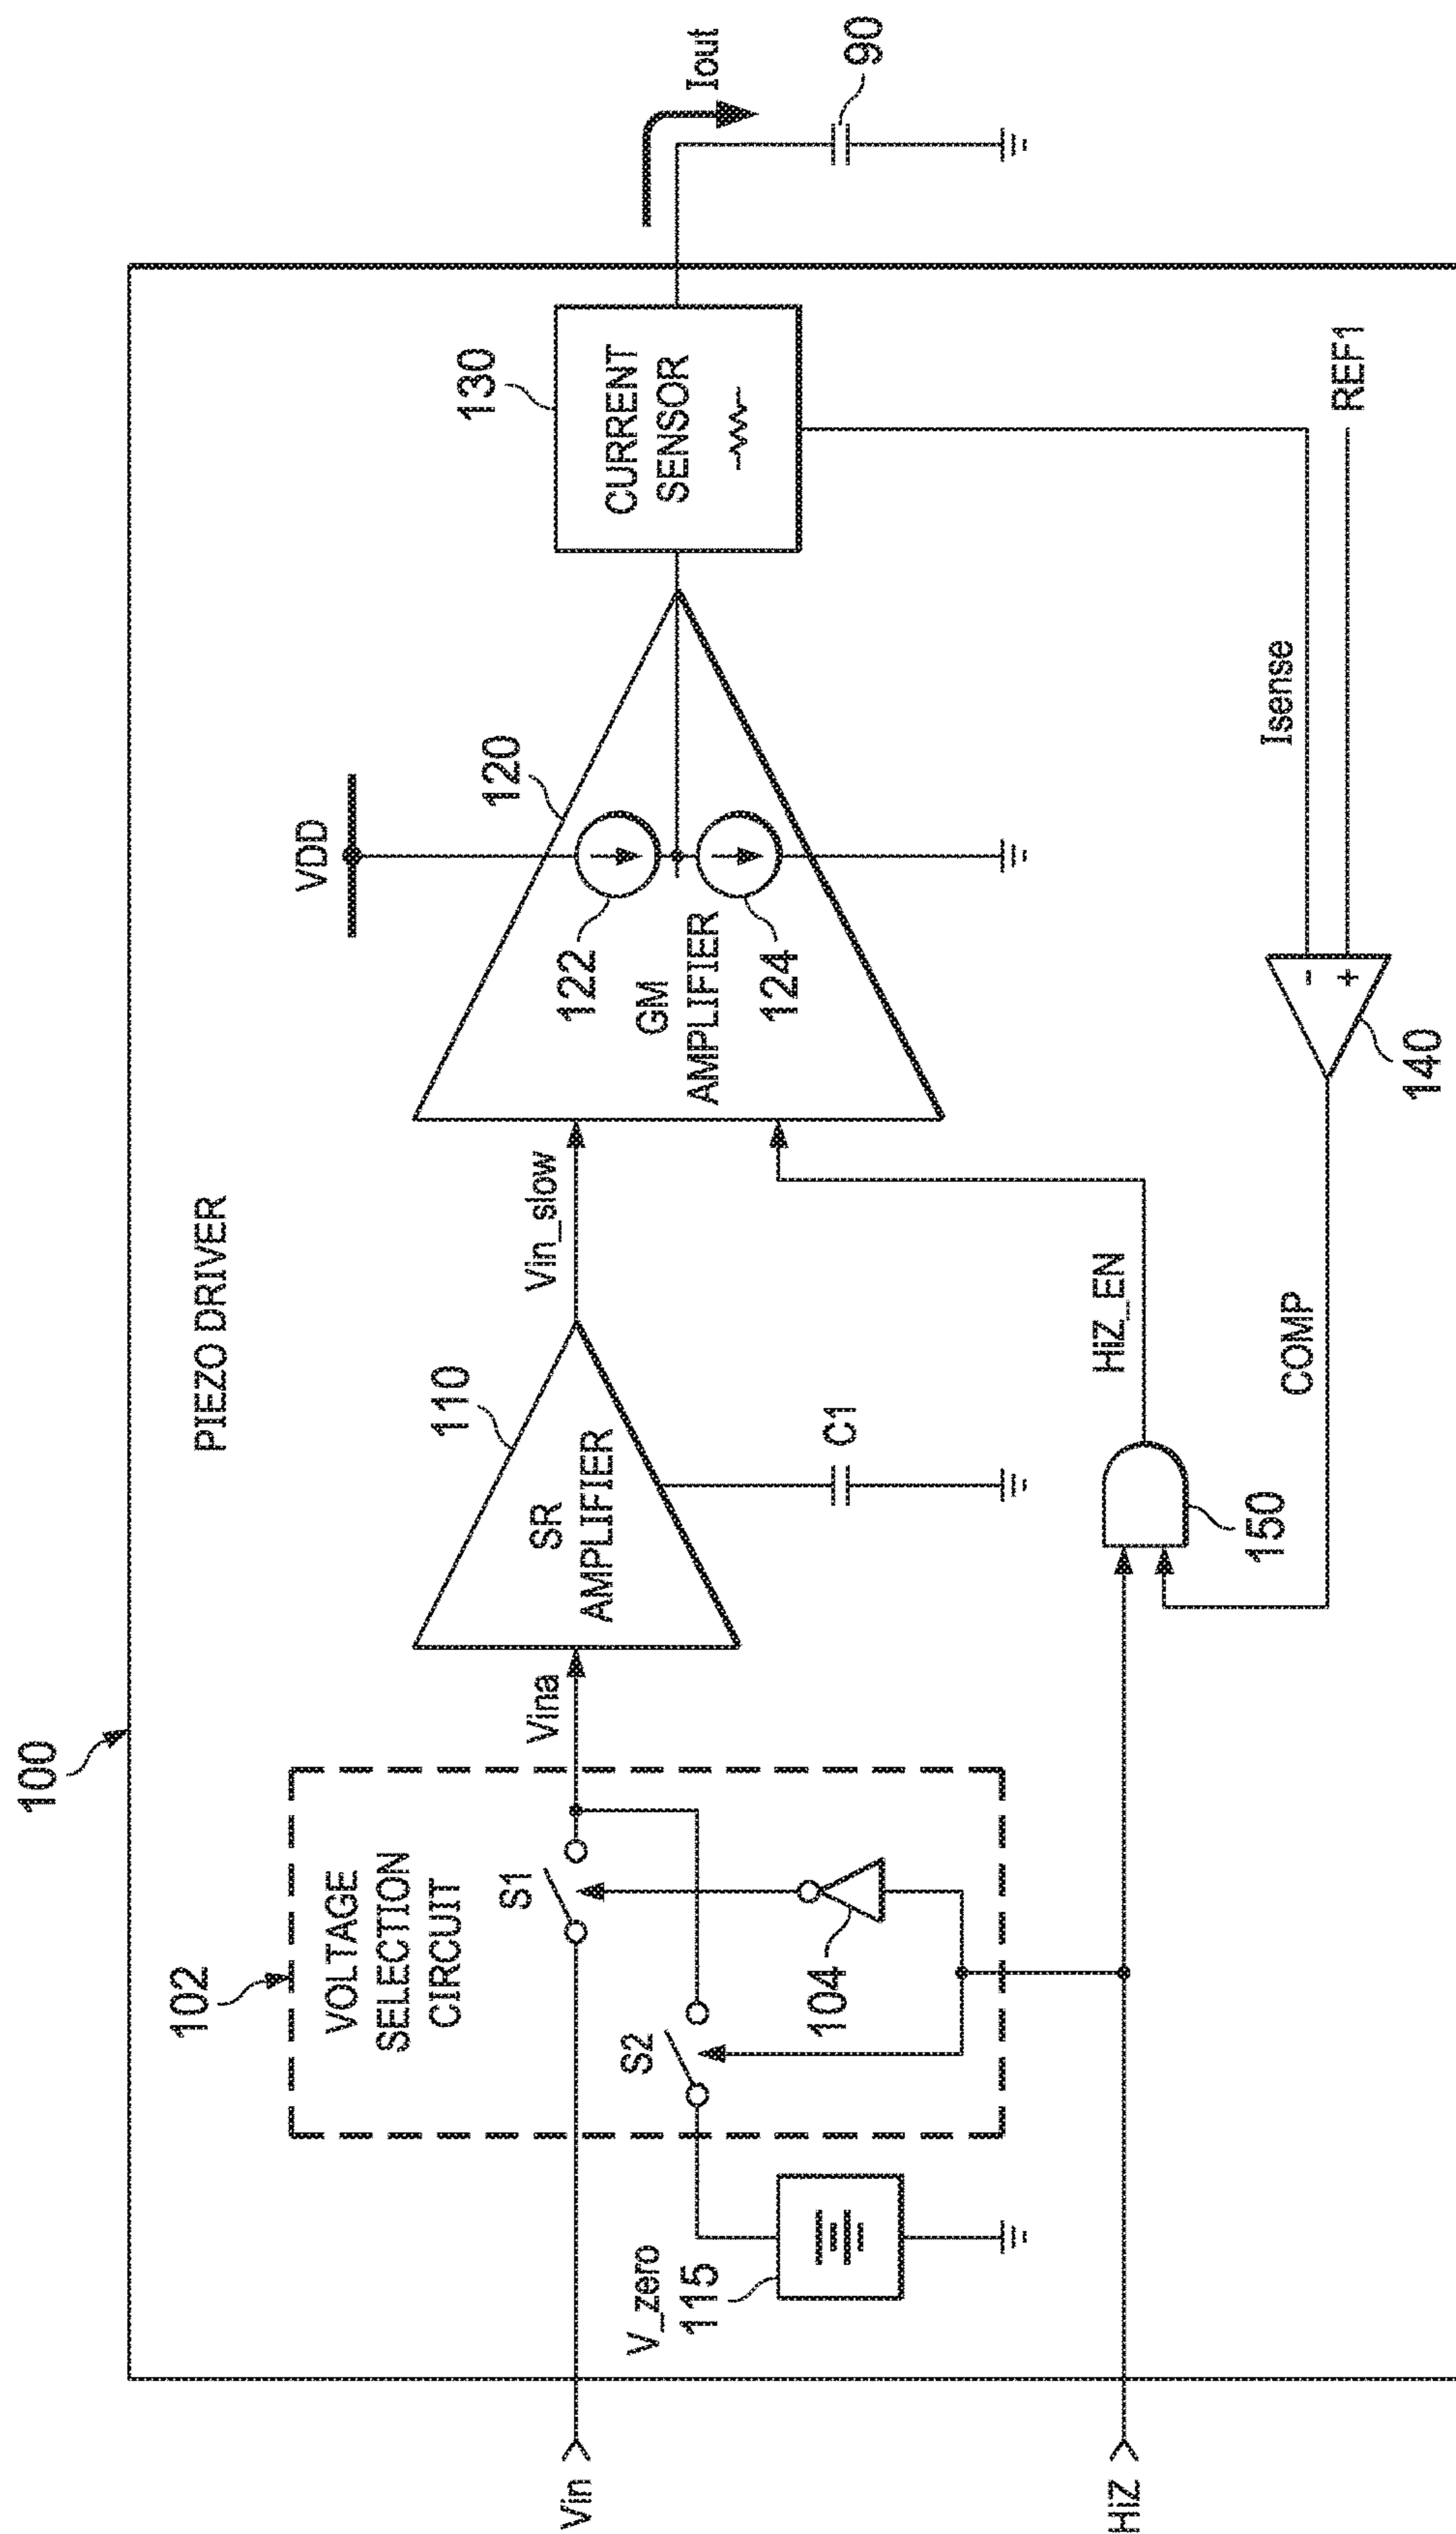 100
PIEZO DRIVER
102
VOLTAGE
SELECTION
CIRCUIT
S1
S2
104
V_zero
115
Vin
HiZ
Vina
110
SR
AMPLIFIER
C1
Vin_slow
VDD
120
122
GM
AMPLIFIER
124
130
CURRENT
SENSOR
Iout
90
HiZ_EN
150
COMP
Isense
REF1
-
+
140